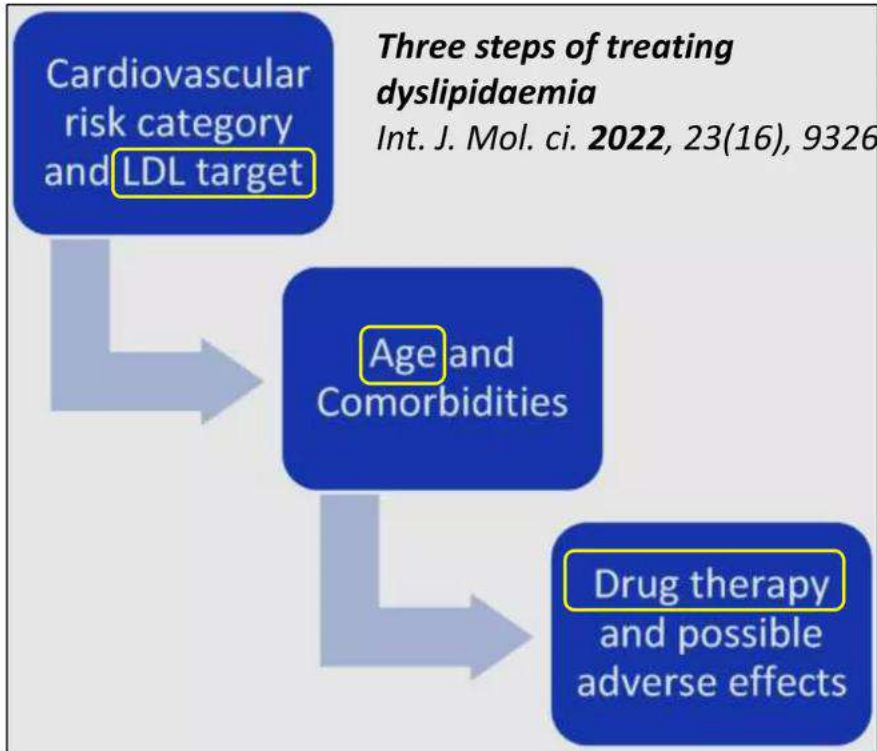 Three steps of treating
dyslipidaemia
Int. J. Mol. ci. 2022, 23(16), 9326
Cardiovascular
risk category
and LDL target
Age and
Comorbidities
Drug therapy
and possible
adverse effects